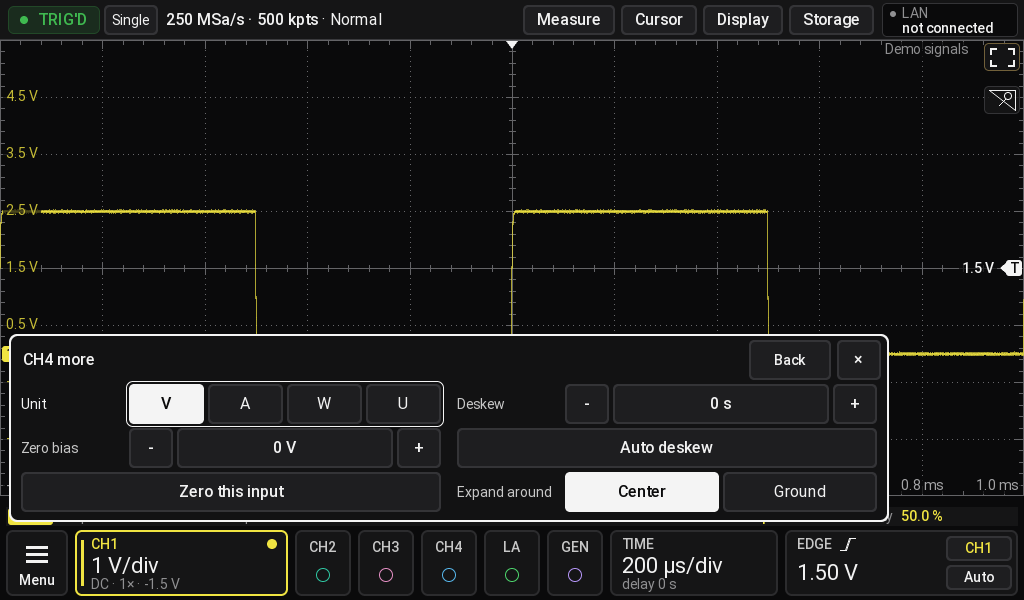 TRIG'D Single 250 MSa/s · 500 kpts · Normal Measure Cursor Display Storage LAN
not connected
Demo signals
4.5 V
3.5 V
2.5 V
1.5 V 1.5 V T
0.5 V
CH4 more Back ×
Unit V A W U Deskew - 0 s +
Zero bias - 0 V + Auto deskew
Zero this input Expand around Center Ground
0.8 ms 1.0 ms
50.0 %
Menu
CH1
1 V/div
DC · 1× · -1.5 V
CH2 CH3 CH4 LA GEN
TIME
200 µs/div
delay 0 s
EDGE CH1
1.50 V Auto